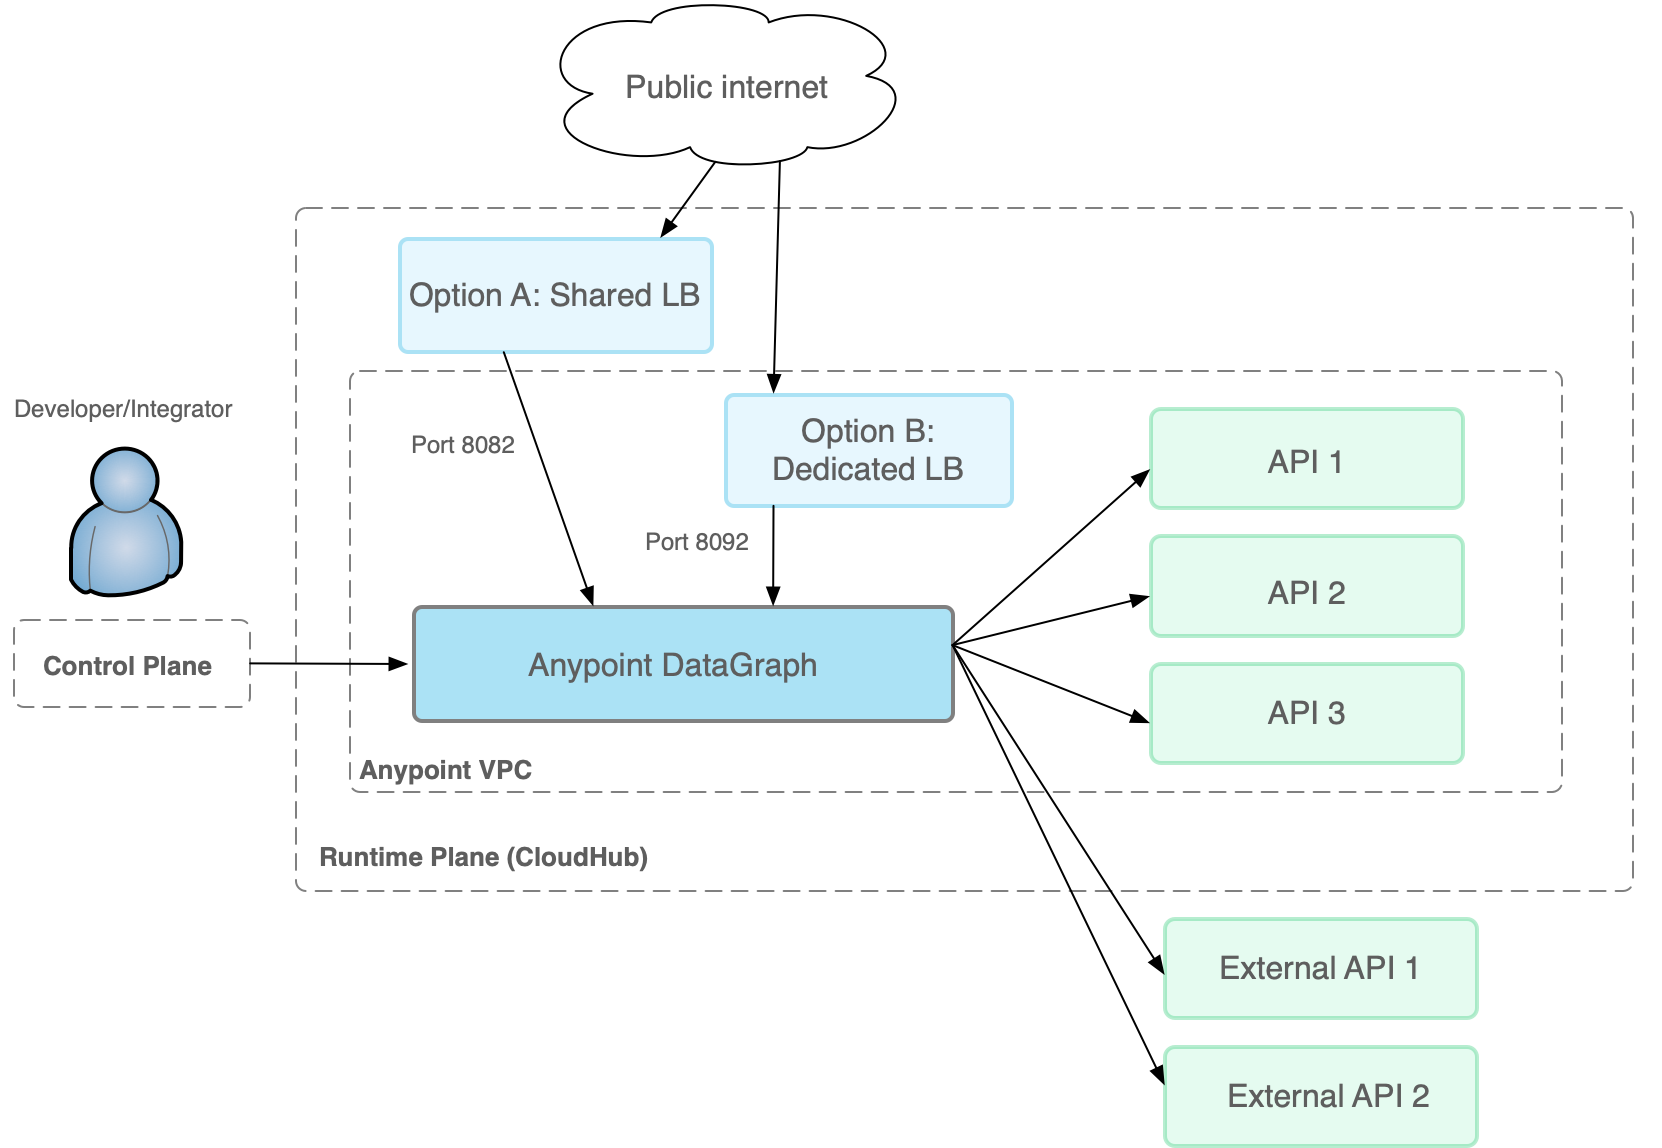 Public internet
Option A: Shared LB
Developer/Integrator
Port 8082
Option B:
Dedicated LB
API 1
Port 8092
API 2
Control Plane
Anypoint DataGraph
API 3
Anypoint VPC
Runtime Plane (CloudHub)
External API 1
External API 2